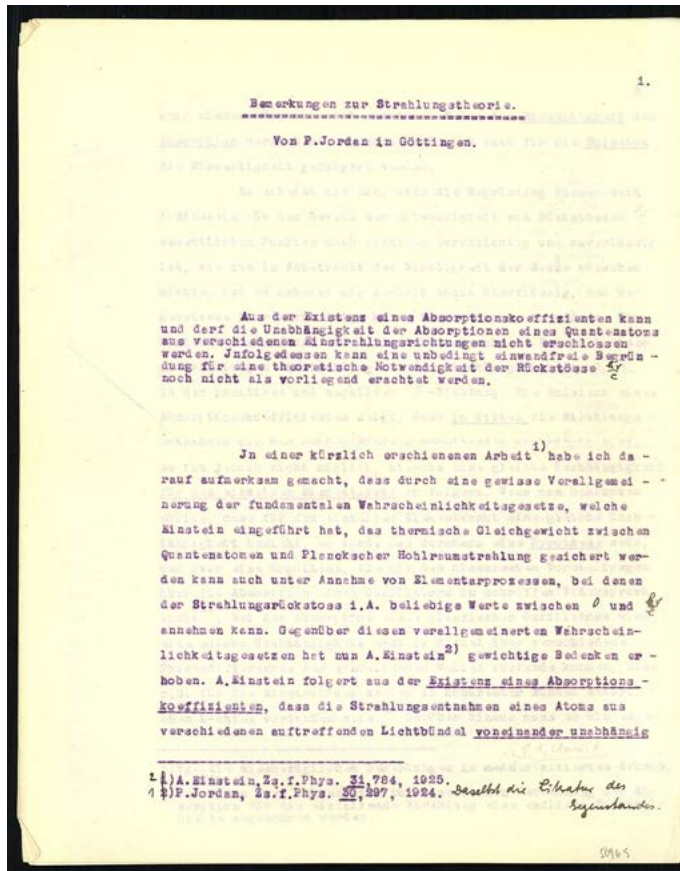 1.
Bemerkungen zur Strahlungstheorie.
Von P.Jordan in Göttingen.
Aus der Existenz eines Absorptionskoeffizienten kann
und darf die Unabhängigkeit der Absorptionen eines Quantenatoms
aus verschiedenen Einstrahlungsrichtungen nicht erschlossen
werden. Jnfolgedessen kann eine unbedingt einwandfreie Begrün -
dung für eine theoretische Notwendigkeit der Rückstösse hν/c
noch nicht als vorliegend erachtet werden.
Jn einer kürzlich erschienenen Arbeit 1) habe ich da -
rauf aufmerksam gemacht, dass durch eine gewisse Verallgemei -
nerung der fundamentalen Wahrscheinlichkeitsgesetze, welche
Einstein eingeführt hat, das thermische Gleichgewicht zwischen
Quantenatomen und Planckscher Hohlraumstrahlung gesichert wer-
den kann auch unter Annahme von Elementarprozessen, bei denen
der Strahlungsrückstoss i.A. beliebige Werte zwischen 0 und hν/c
annehmen kann. Gegenüber diesen verallgemeinerten Wahrschein-
lichkeitsgesetzen hat nun A.Einstein 2) gewichtige Bedenken er -
hoben. A.Einstein folgert aus der Existenz eines Absorptions -
koeffizienten, dass die Strahlungsentnahmen eines Atoms aus
verschiedenen auftreffenden Lichtbündel voneinander unabhängig
2)A.Einstein,Zs.f.Phys. 31,784, 1925.
1)P.Jordan, Zs.f.Phys. 30 297, 1924. Daselbst die Literatur des
Gegenstandes.